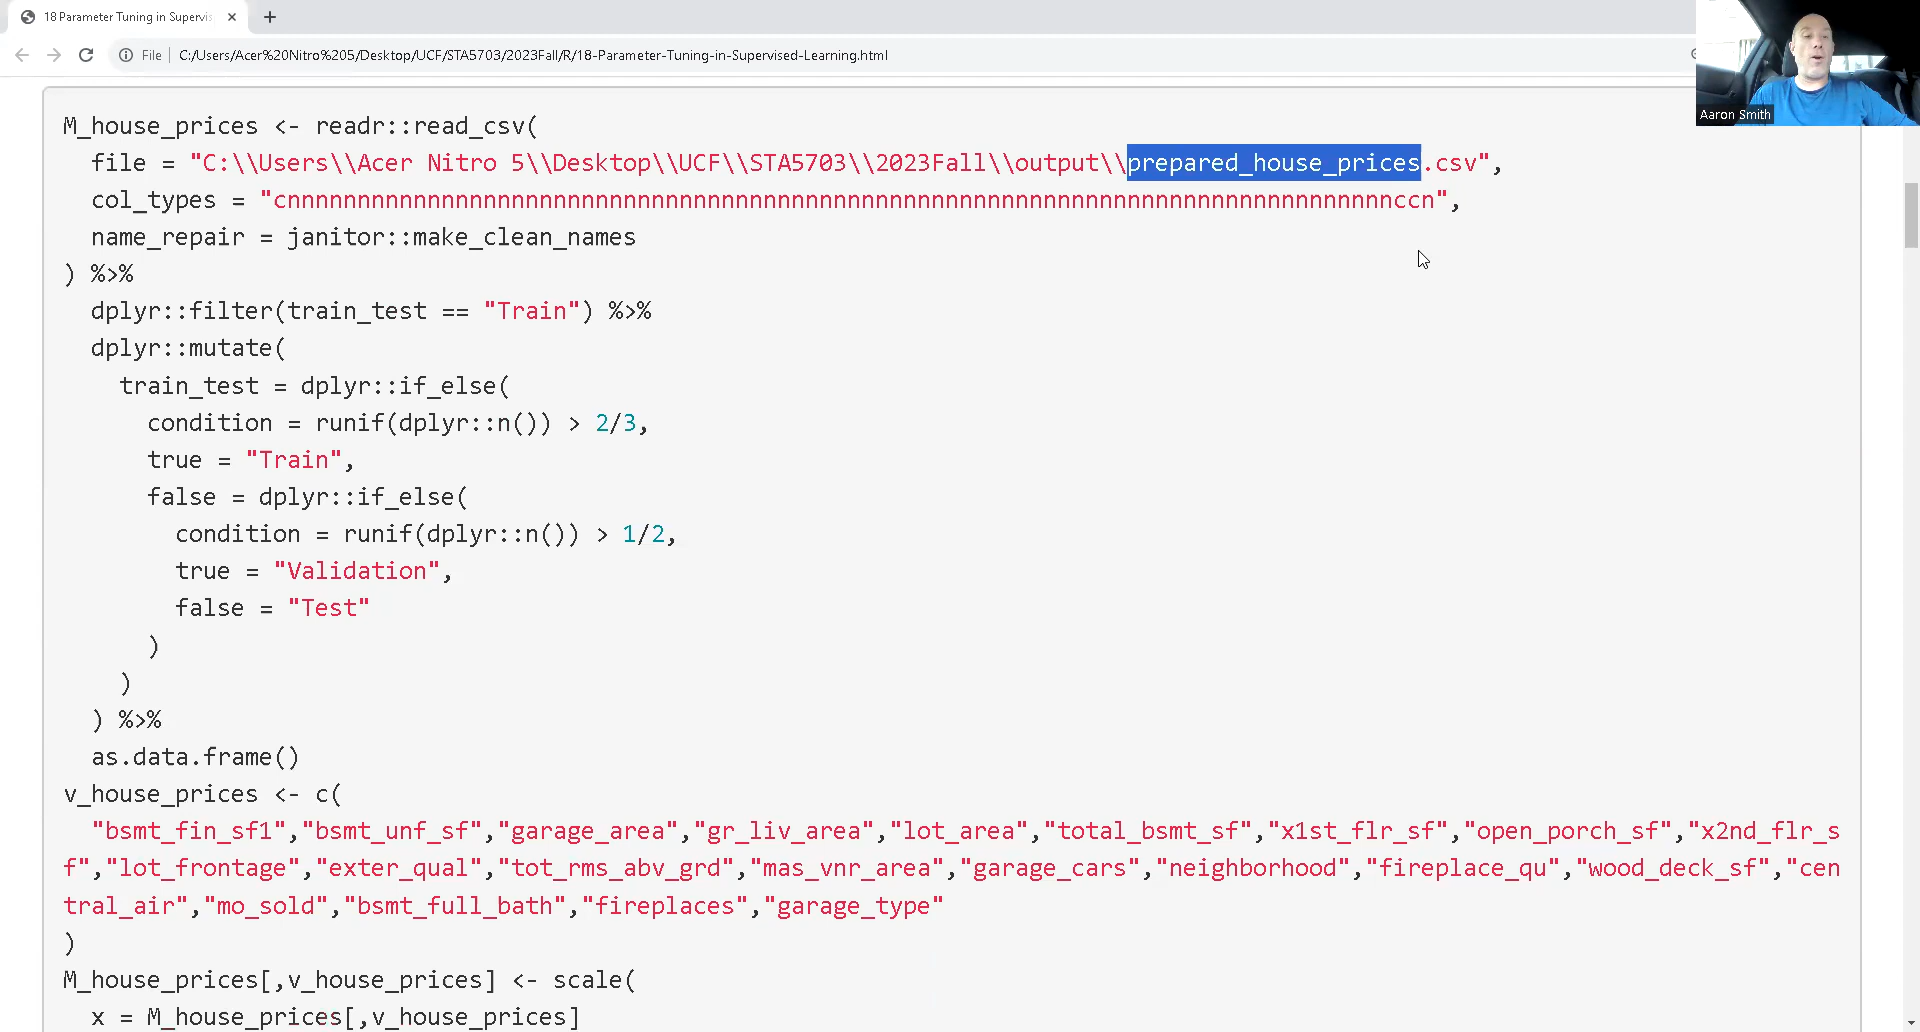 18 Parameter Tuning in Supervis
File
C:/Users/Acer%20Nitro%205/Desktop/UCF/STA5703/2023Fall/R/18-Parameter-Tuning-in-Supervised-Learning.html
Aaron Smith
M_house_prices <- readr::read_csv(
file = "C:\\Users\\Acer Nitro 5\\Desktop\\UCF\\STA5703\\2023Fall\\output\\prepared_house_prices.csv",
col_types = "cnnnnnnnnnnnnnnnnnnnnnnnnnnnnnnnnnnnnnnnnnnnnnnnnnnnnnnnnnnnnnnnnnnnnnnnnnnnnnnnccn",
name_repair = janitor::make_clean_names
) %>%
dplyr::filter(train_test == "Train") %>%
dplyr::mutate(
train_test = dplyr::if_else(
condition = runif(dplyr::n()) > 2/3,
true = "Train",
false = dplyr::if_else(
condition = runif(dplyr::n()) > 1/2,
true = "Validation",
false = "Test"
)
)
) %>%
as.data.frame()
v_house_prices <- c(
"bsmt_fin_sf1","bsmt_unf_sf","garage_area","gr_liv_area","lot_area","total_bsmt_sf","x1st_flr_sf","open_porch_sf","x2nd_flr_s
f","lot_frontage","exter_qual","tot_rms_abv_grd","mas_vnr_area","garage_cars","neighborhood","fireplace_qu","wood_deck_sf","cen
tral_air","mo_sold","bsmt_full_bath","fireplaces","garage_type"
)
M_house_prices[,v_house_prices] <- scale(
x = M_house_prices[,v_house_prices]